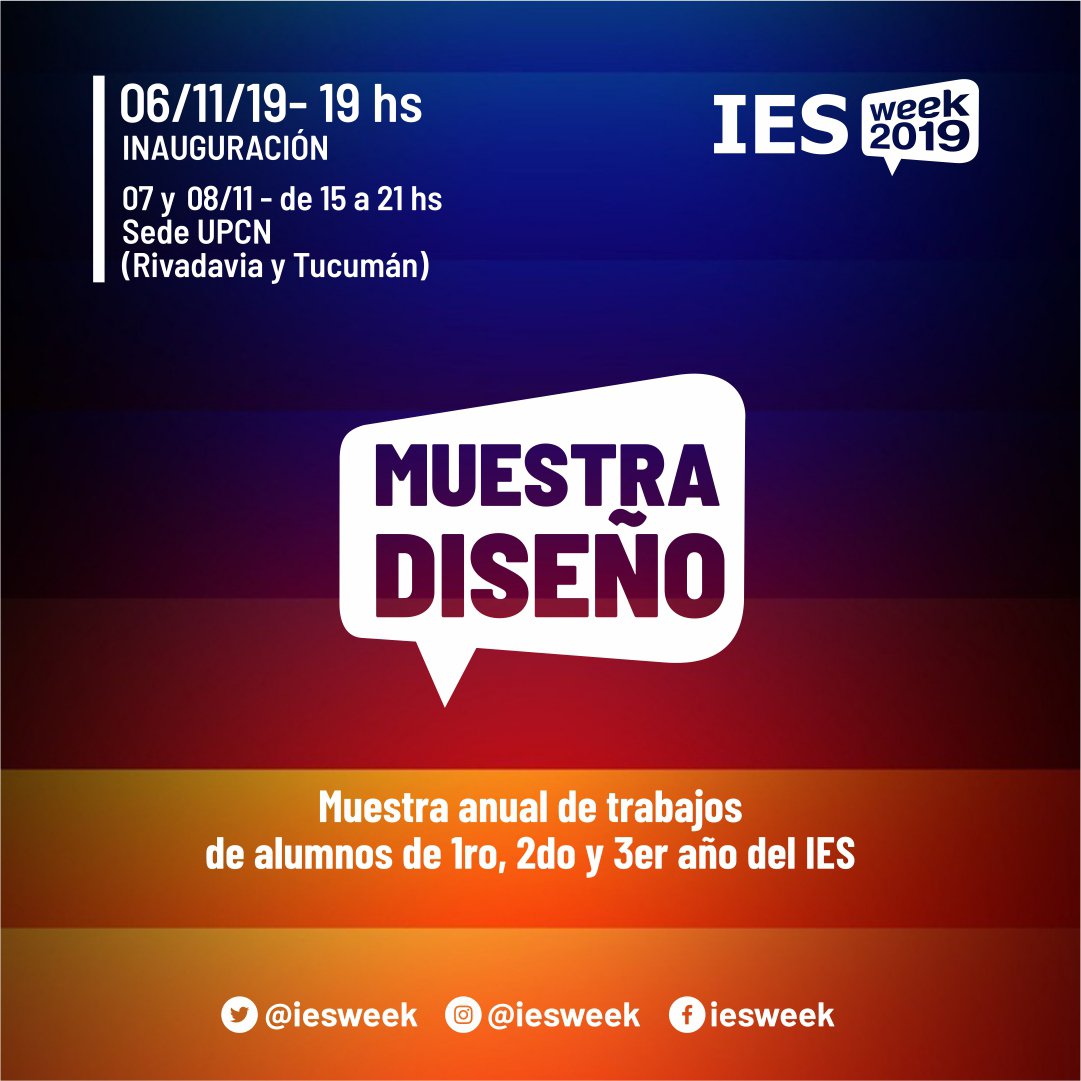 06/11/19- 19 hs
INAUGURACIÓN
07 y 08/11 - de 15 a 21 hs
Sede UPCN
(Rivadavia y Tucumán)
IES week
2019
MUESTRA
DISEÑO
Muestra anual de trabajos
de alumnos de 1ro, 2do y 3er año del IES
@iesweek @iesweek iesweek